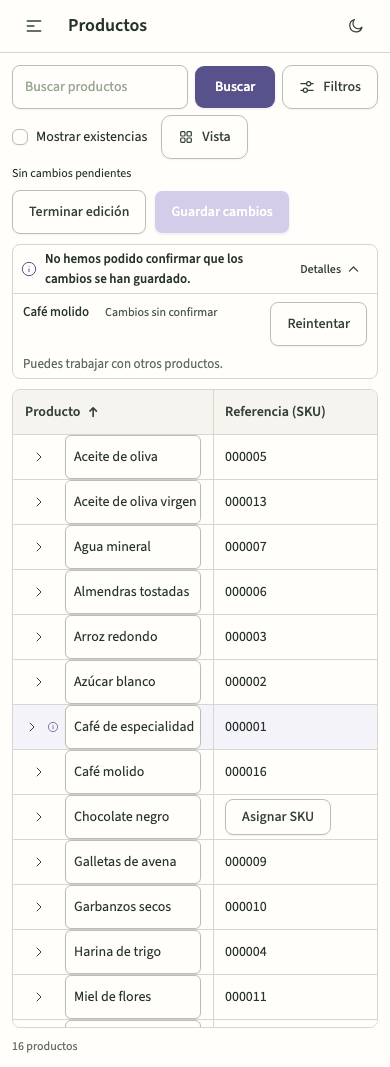 Productos
Buscar productos
Buscar
Filtros
Mostrar existencias
Vista
Sin cambios pendientes
Terminar edición
Guardar cambios
No hemos podido confirmar que los
cambios se han guardado.
Detalles
Café molido
Cambios sin confirmar
Reintentar
Puedes trabajar con otros productos.
Producto
Referencia (SKU)
Aceite de oliva
000005
Aceite de oliva virgen
000013
Agua mineral
000007
Almendras tostadas
000006
Arroz redondo
000003
Azúcar blanco
000002
Café de especialidad
000001
Café molido
000016
Chocolate negro
Asignar SKU
Galletas de avena
000009
Garbanzos secos
000010
Harina de trigo
000004
Miel de flores
000011
16 productos